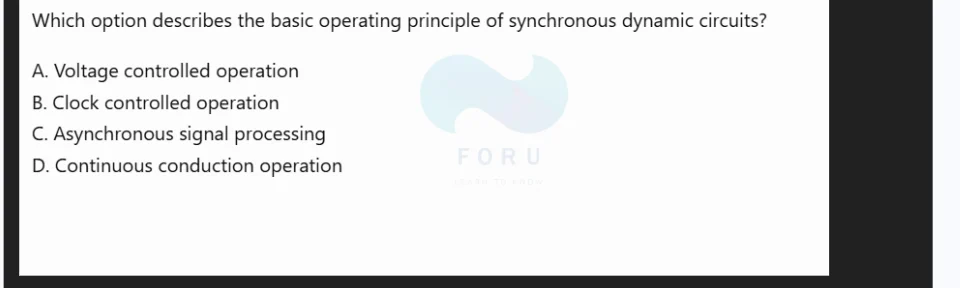 Which option describes the basic operating principle of synchronous dynamic circuits?
A. Voltage controlled operation
B. Clock controlled operation
C. Asynchronous signal processing
D. Continuous conduction operation
FORU